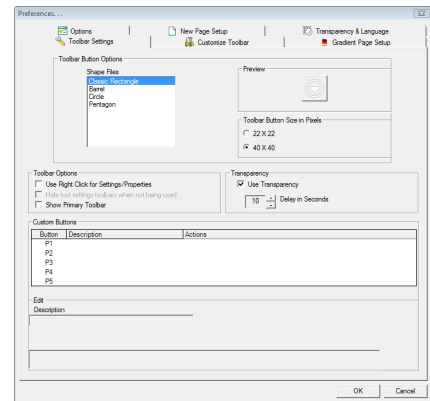 Preferences. . .
Options
New Page Setup
Transparency & Language
Toolbar Settings
Customize Toolbar
Gradient Page Setup
Toolbar Button Options
Shape Files
Classic Rectangle
Barrel
Circle
Pentagon
Preview
Toolbar Button Size in Pixels
22 X 22
40 X 40
Toolbar Options
Use Right Click for Settings/Properties
Hide tool settings toolbars when not being used
Show Primary Toolbar
Transparency
Use Transparency
10 Delay in Seconds
Custom Buttons
Button Description Actions
P1
P2
P3
P4
P5
Edit
Description
OK Cancel